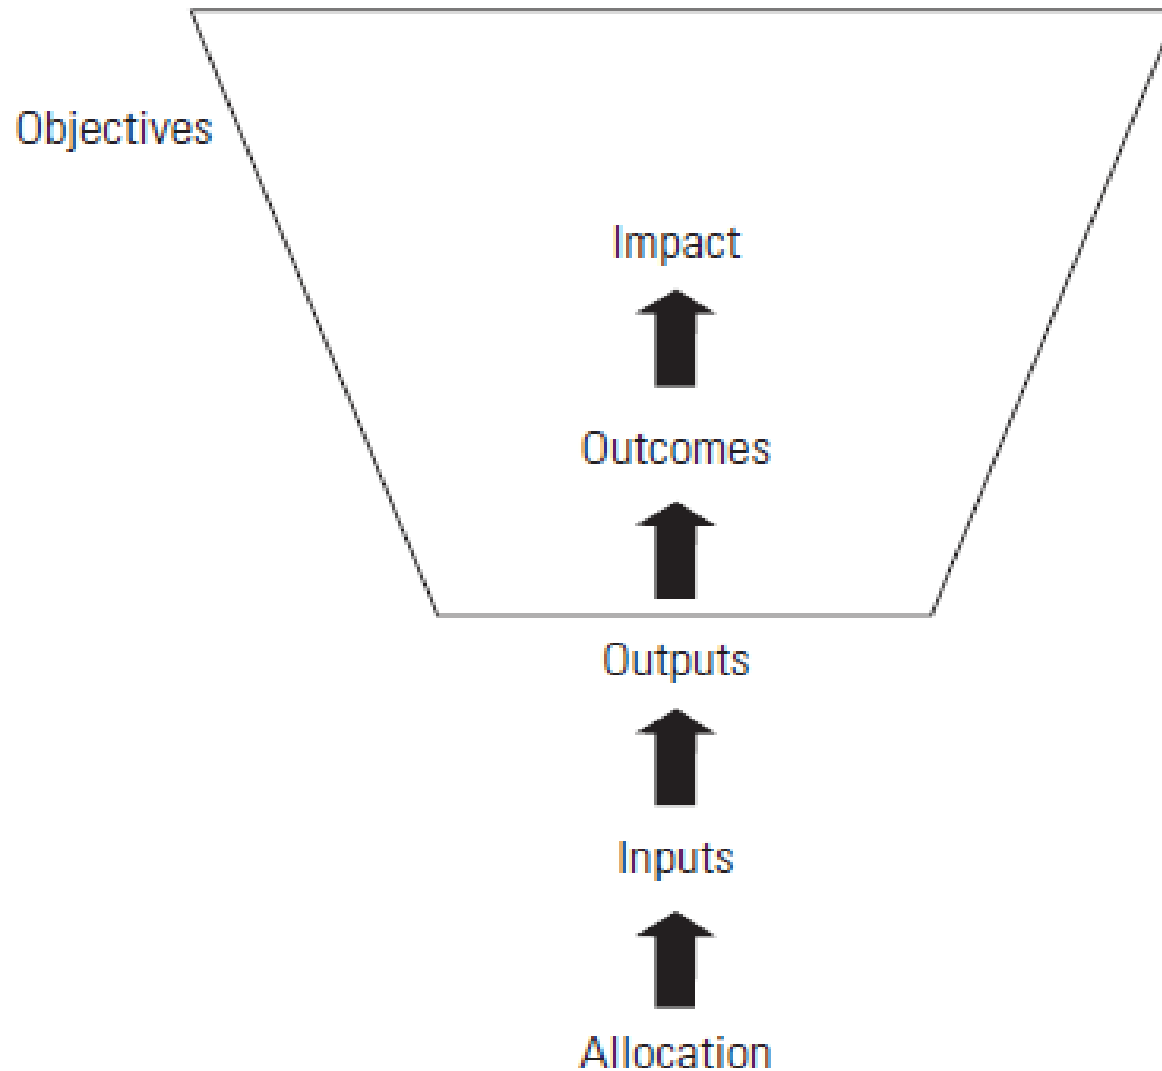 Objectives
Impact
Outcomes
Outputs
Inputs
Allocation